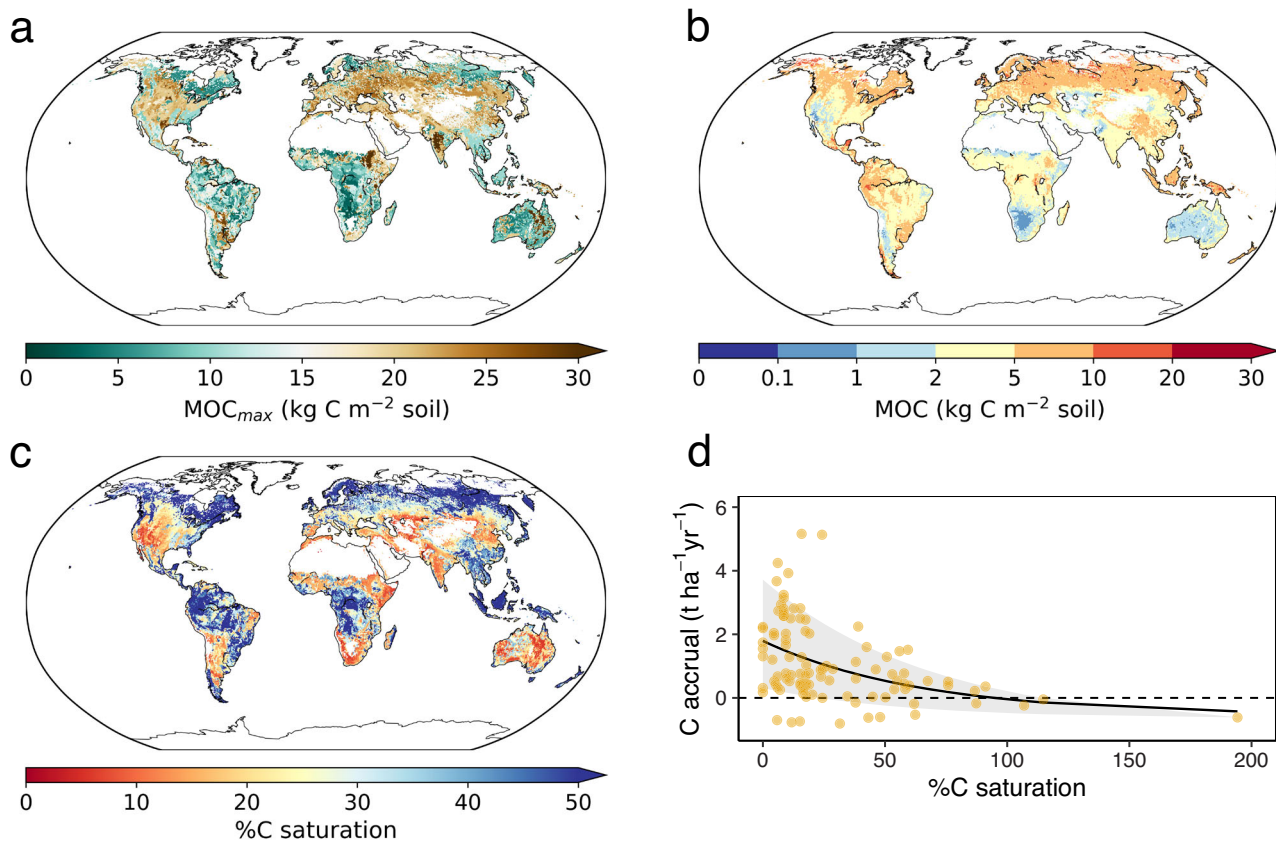 a
b
0 5 10 15 20 25 30
MOCmax (kg C m−2 soil)
0 0.1 1 2 5 10 20 30
MOC (kg C m−2 soil)
c
d
0 10 20 30 40 50
%C saturation
C accrual (t ha−1yr−1)
6
4
2
0
0 50 100 150 200
%C saturation